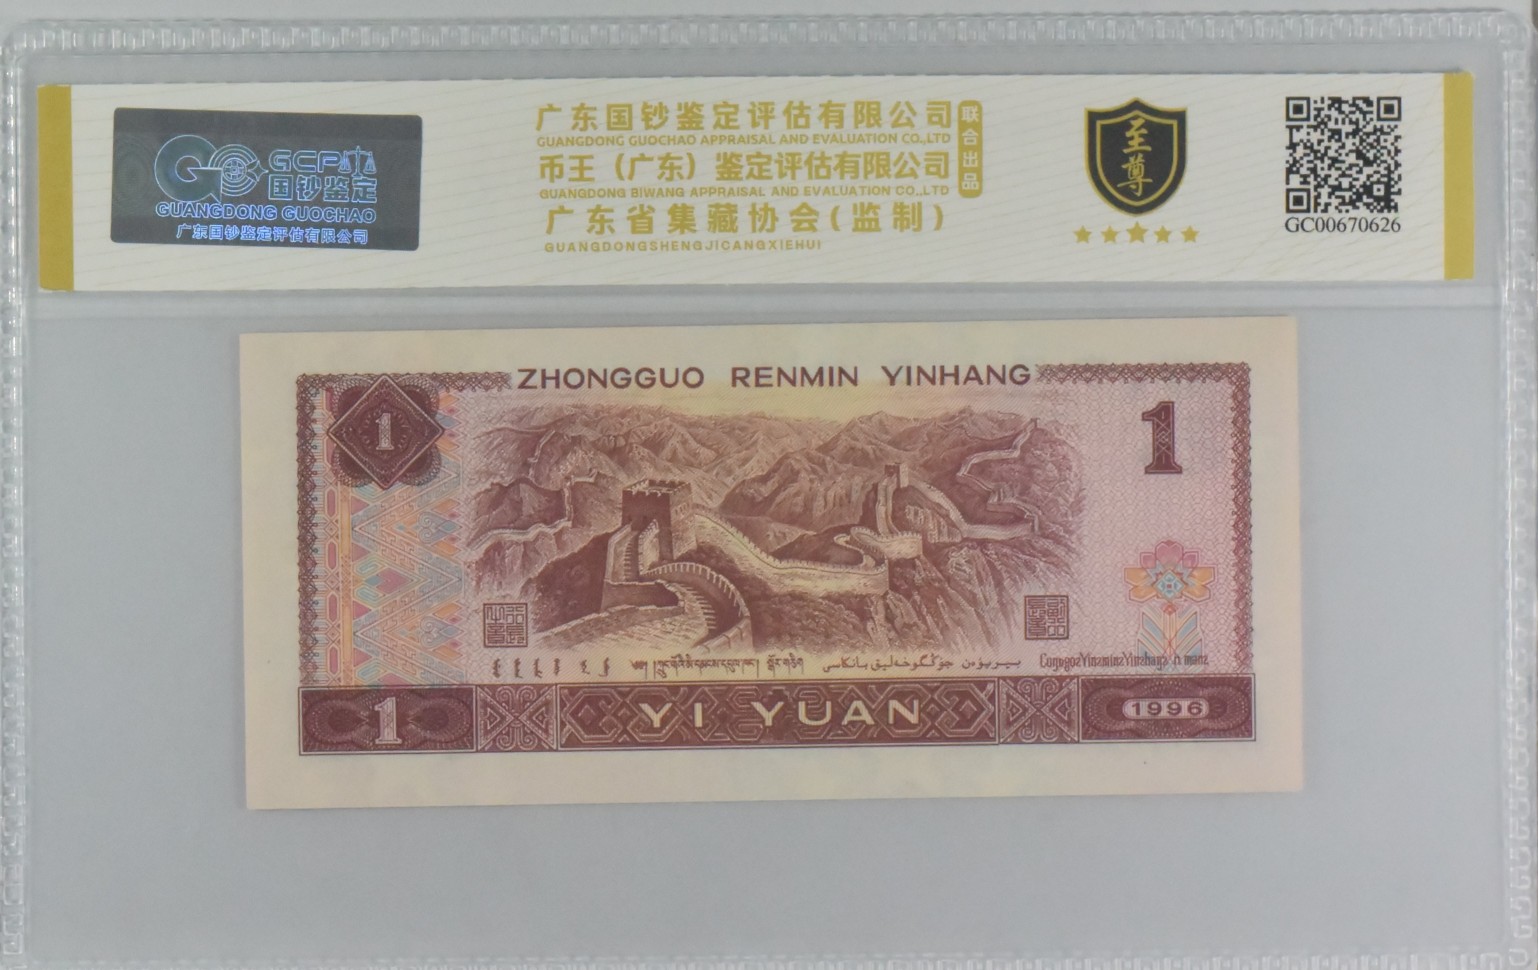 GCPA
国钞鉴定
GUANGDONG GUOCHAO
广东国钞鉴定评估有限公司
广东国钞鉴定评估有限公司
GUANGDONG GUOCHAO APPRAISAL AND EVALUATION CO.,LTD
币王（广东）鉴定评估有限公司
GUANGDONG BIWANG APPRAISAL AND EVALUATION CO.,LTD
广东省集藏协会(监制)
GUANGDONGSHENGJICANGXIEHUI
联合出品
至尊
GC00670626
ZHONGGUO RENMIN YINHANG
1
1
1
YI YUAN
1996